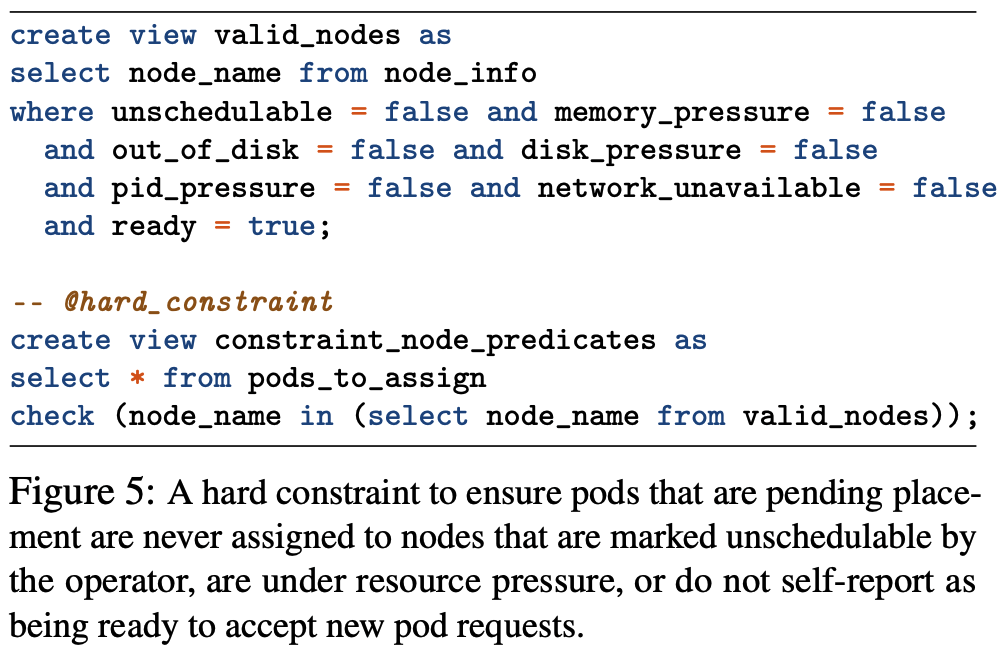 create view valid_nodes as
select node_name from node_info
where unschedulable = false and memory_pressure = false
  and out_of_disk = false and disk_pressure = false
  and pid_pressure = false and network_unavailable = false
  and ready = true;

-- @hard_constraint
create view constraint_node_predicates as
select * from pods_to_assign
check (node_name in (select node_name from valid_nodes));
Figure 5: A hard constraint to ensure pods that are pending place-
ment are never assigned to nodes that are marked unschedulable by
the operator, are under resource pressure, or do not self-report as
being ready to accept new pod requests.